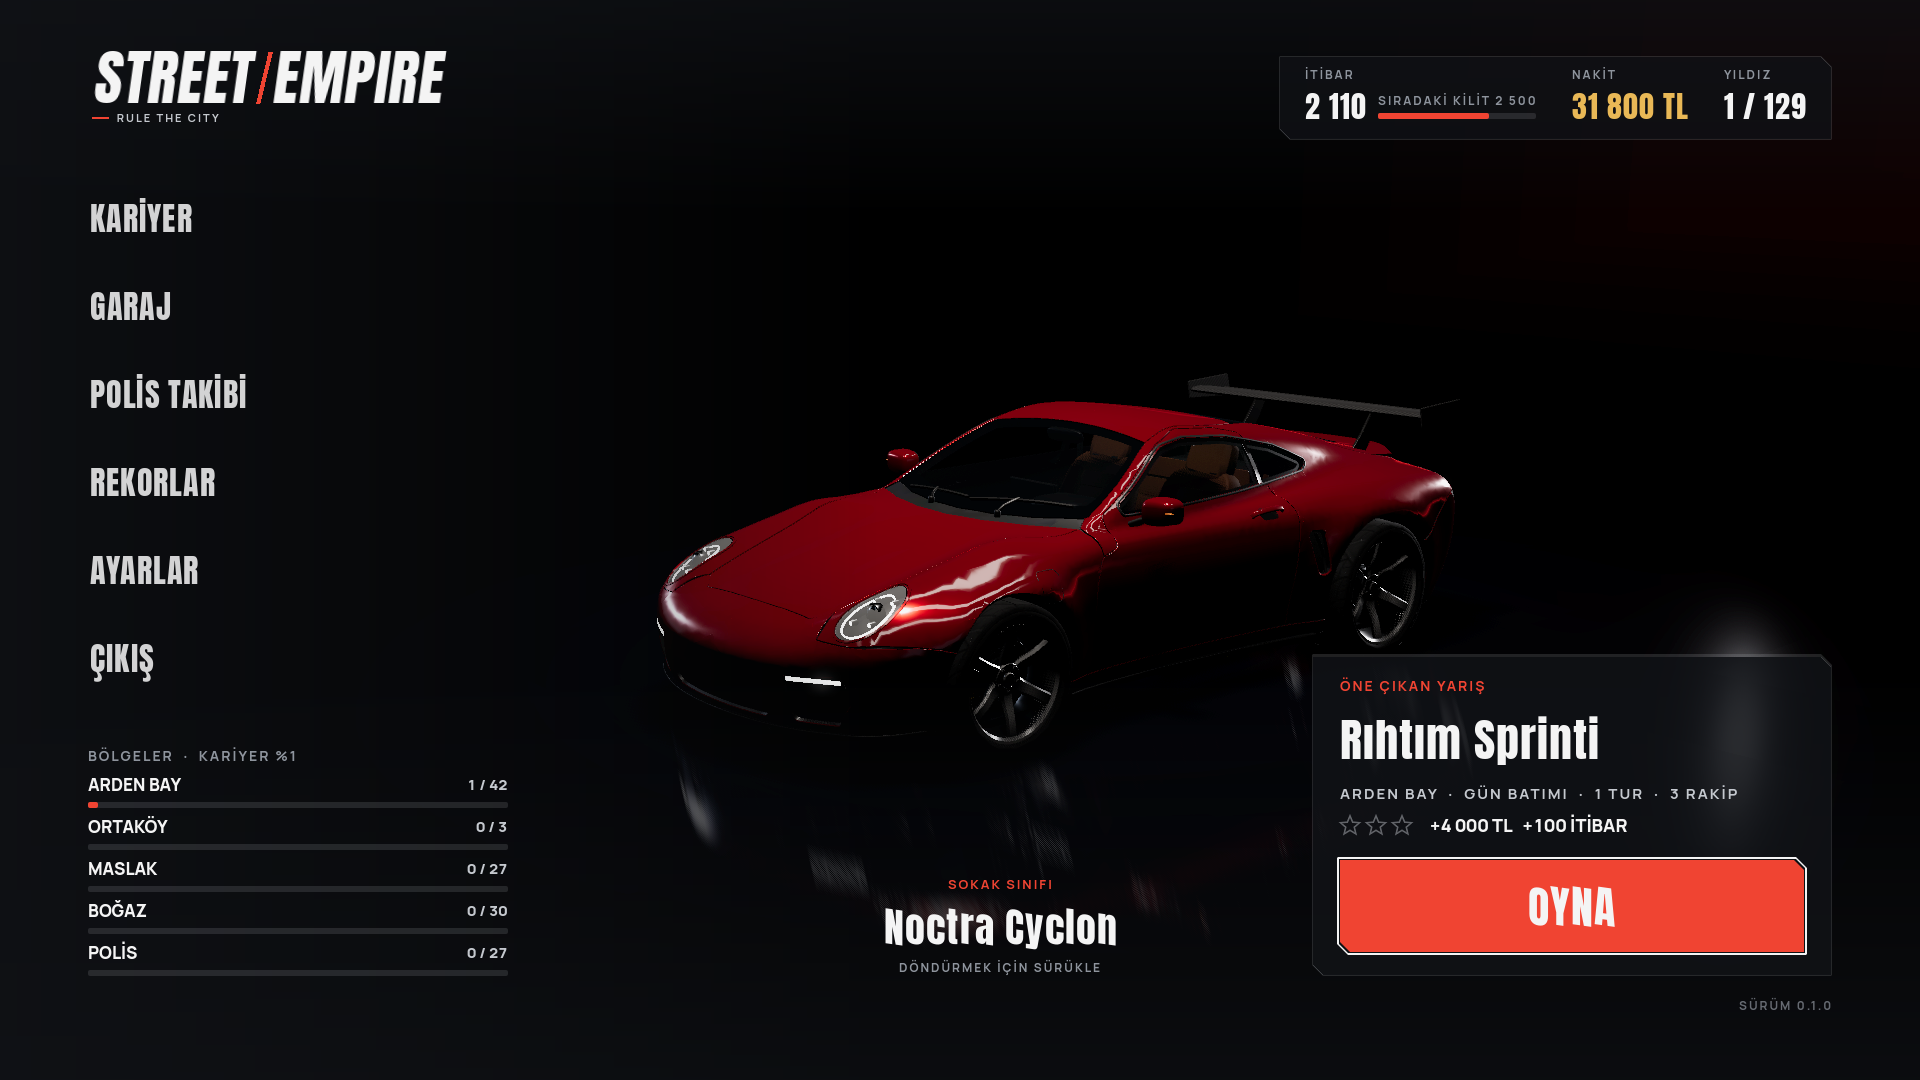 STREET/EMPIRE
RULE THE CITY
İTİBAR
2 110
SIRADAKİ KİLİT 2 500
NAKİT
31 800 TL
YILDIZ
1 / 129
KARİYER
GARAJ
POLİS TAKİBİ
REKORLAR
AYARLAR
ÇIKIŞ
BÖLGELER · KARİYER %1
ARDEN BAY 1 / 42
ORTAKÖY 0 / 3
MASLAK 0 / 27
BOĞAZ 0 / 30
POLİS 0 / 27
SOKAK SINIFI
Noctra Cyclon
DÖNDÜRMEK İÇİN SÜRÜKLE
ÖNE ÇIKAN YARIŞ
Rıhtım Sprinti
ARDEN BAY · GÜN BATIMI · 1 TUR · 3 RAKİP
+4 000 TL +100 İTİBAR
OYNA
SÜRÜM 0.1.0